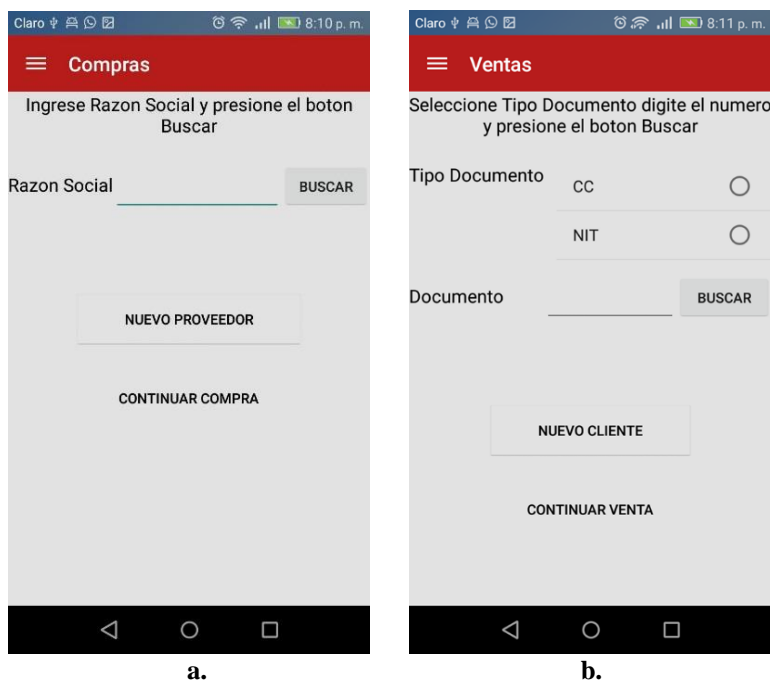 Claro 8:10 p. m.
Compras
Ingrese Razon Social y presione el boton
Buscar
Razon Social
BUSCAR
NUEVO PROVEEDOR
CONTINUAR COMPRA
a.
Claro 8:11 p. m.
Ventas
Seleccione Tipo Documento digite el numero
y presione el boton Buscar
Tipo Documento
CC
NIT
Documento
BUSCAR
NUEVO CLIENTE
CONTINUAR VENTA
b.